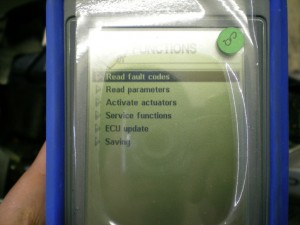 FUNCTIONS
Read fault codes
Read parameters
Activate actuators
Service functions
ECU update
Saving